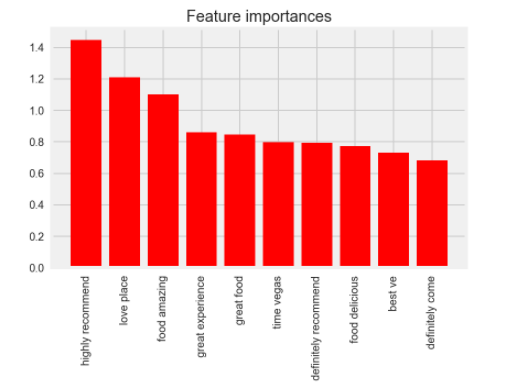 Feature importances
1.4
1.2
1.0
0.8
0.6
0.4
0.2
0.0
highly recommend
love place
food amazing
great experience
great food
time vegas
definitely recommend
food delicious
best ve
definitely come